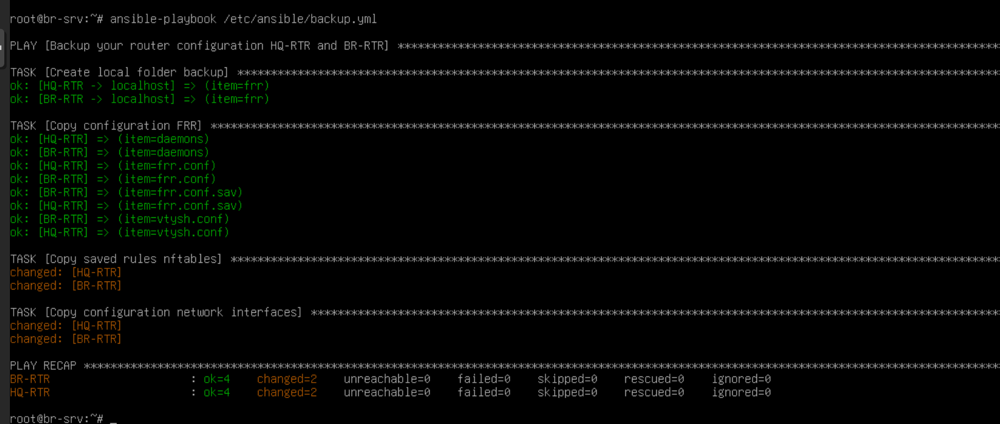 root@br-srv:~# ansible-playbook /etc/ansible/backup.yml
PLAY [Backup your router configuration HQ-RTR and BR-RTR] ******************************************************************************************
TASK [Create local folder backup] ******************************************************************************************************************
ok: [HQ-RTR -> localhost] => (item=frr)
ok: [BR-RTR -> localhost] => (item=frr)
TASK [Copy configuration FRR] **********************************************************************************************************************
ok: [HQ-RTR] => (item=daemons)
ok: [BR-RTR] => (item=daemons)
ok: [HQ-RTR] => (item=frr.conf)
ok: [BR-RTR] => (item=frr.conf)
ok: [BR-RTR] => (item=frr.conf.sav)
ok: [HQ-RTR] => (item=frr.conf.sav)
ok: [BR-RTR] => (item=vtysh.conf)
ok: [HQ-RTR] => (item=vtysh.conf)
TASK [Copy saved rules nftables] *******************************************************************************************************************
changed: [HQ-RTR]
changed: [BR-RTR]
TASK [Copy configuration network interfaces] *******************************************************************************************************
changed: [HQ-RTR]
changed: [BR-RTR]
PLAY RECAP *****************************************************************************************************************************************
BR-RTR : ok=4 changed=2 unreachable=0 failed=0 skipped=0 rescued=0 ignored=0
HQ-RTR : ok=4 changed=2 unreachable=0 failed=0 skipped=0 rescued=0 ignored=0
root@br-srv:~# _